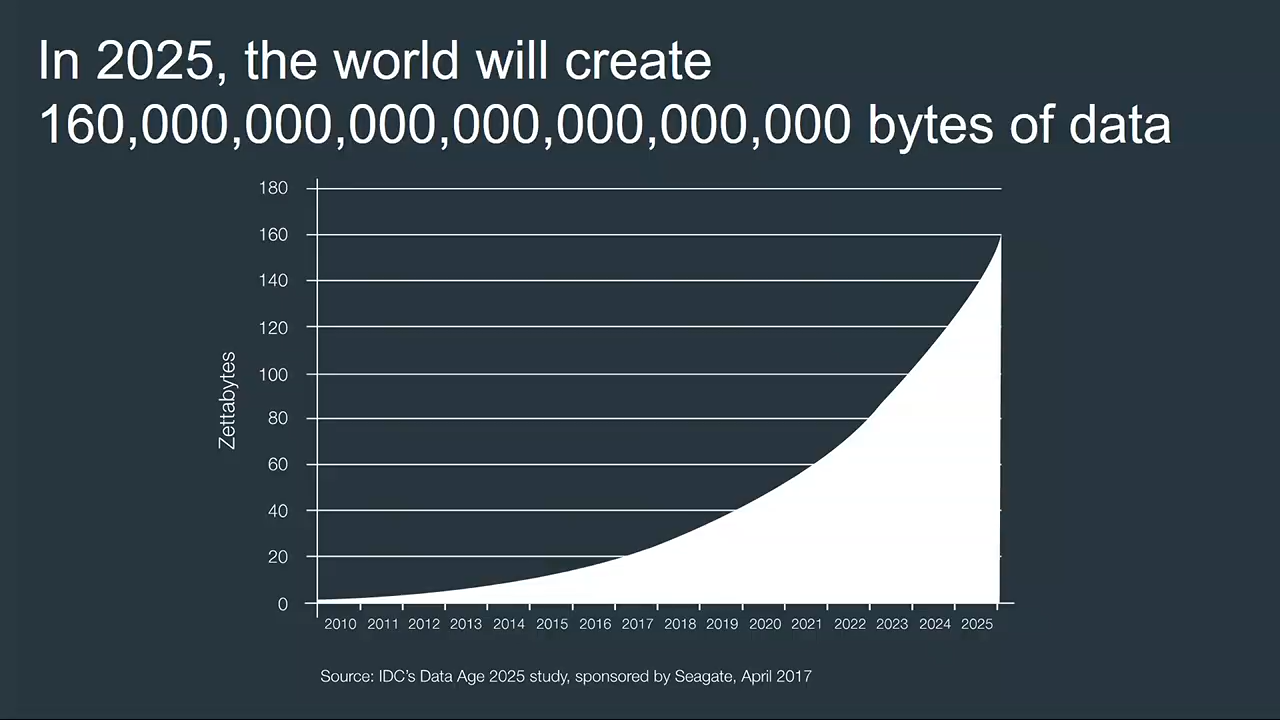 In 2025, the world will create
160,000,000,000,000,000,000,000 bytes of data
180
160
140
120
100
80
60
40
20
0
Zettabytes
2010 2011 2012 2013 2014 2015 2016 2017 2018 2019 2020 2021 2022 2023 2024 2025
Source: IDC's Data Age 2025 study, sponsored by Seagate, April 2017